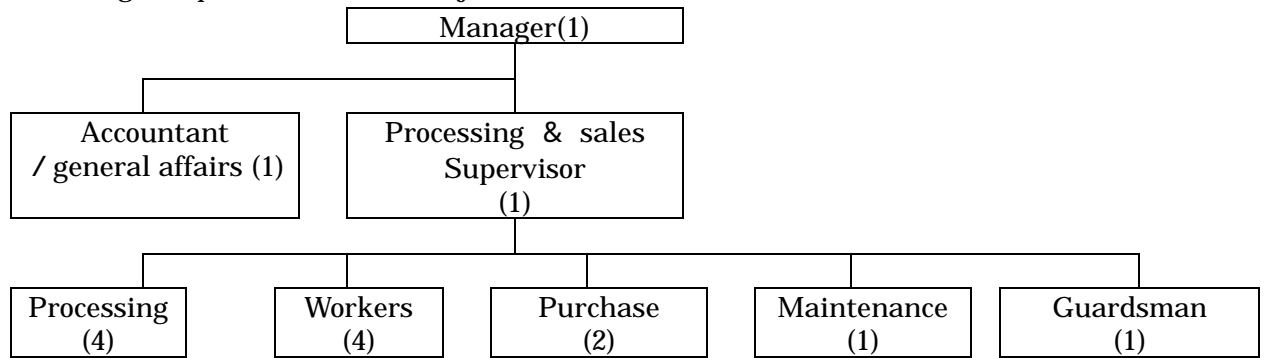 Manager(1)
Accountant
/ general affairs (1)
Processing & sales
Supervisor
(1)
Processing
(4)
Workers
(4)
Purchase
(2)
Maintenance
(1)
Guardsman
(1)